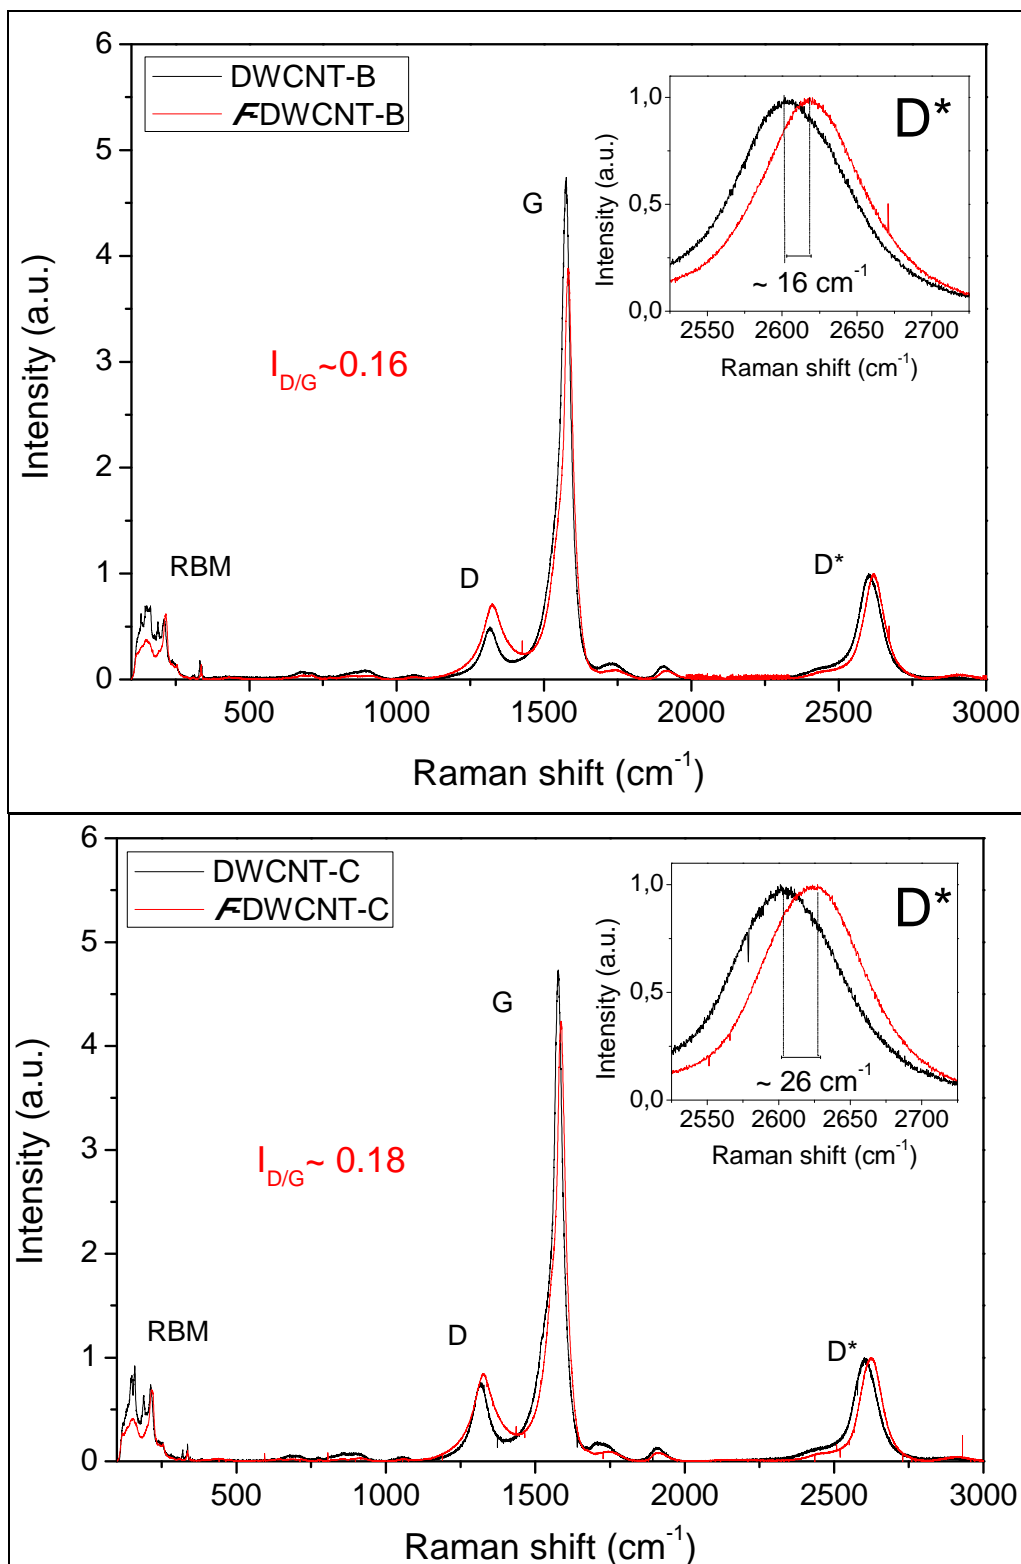 6
5
4
3
2
1
0
Intensity (a.u.)
DWCNT-B
FDWCNT-B
G
I_D/G~0.16
RBM
D
D*
500 1000 1500 2000 2500 3000
Raman shift (cm⁻¹)
D*
1,0
0,5
0,0
Intensity (a.u.)
~ 16 cm⁻¹
2550 2600 2650 2700
Raman shift (cm⁻¹)
6
5
4
3
2
1
0
Intensity (a.u.)
DWCNT-C
FDWCNT-C
G
I_D/G~ 0.18
RBM
D
D*
500 1000 1500 2000 2500 3000
Raman shift (cm⁻¹)
D*
1,0
0,5
0,0
Intensity (a.u.)
~ 26 cm⁻¹
2550 2600 2650 2700
Raman shift (cm⁻¹)